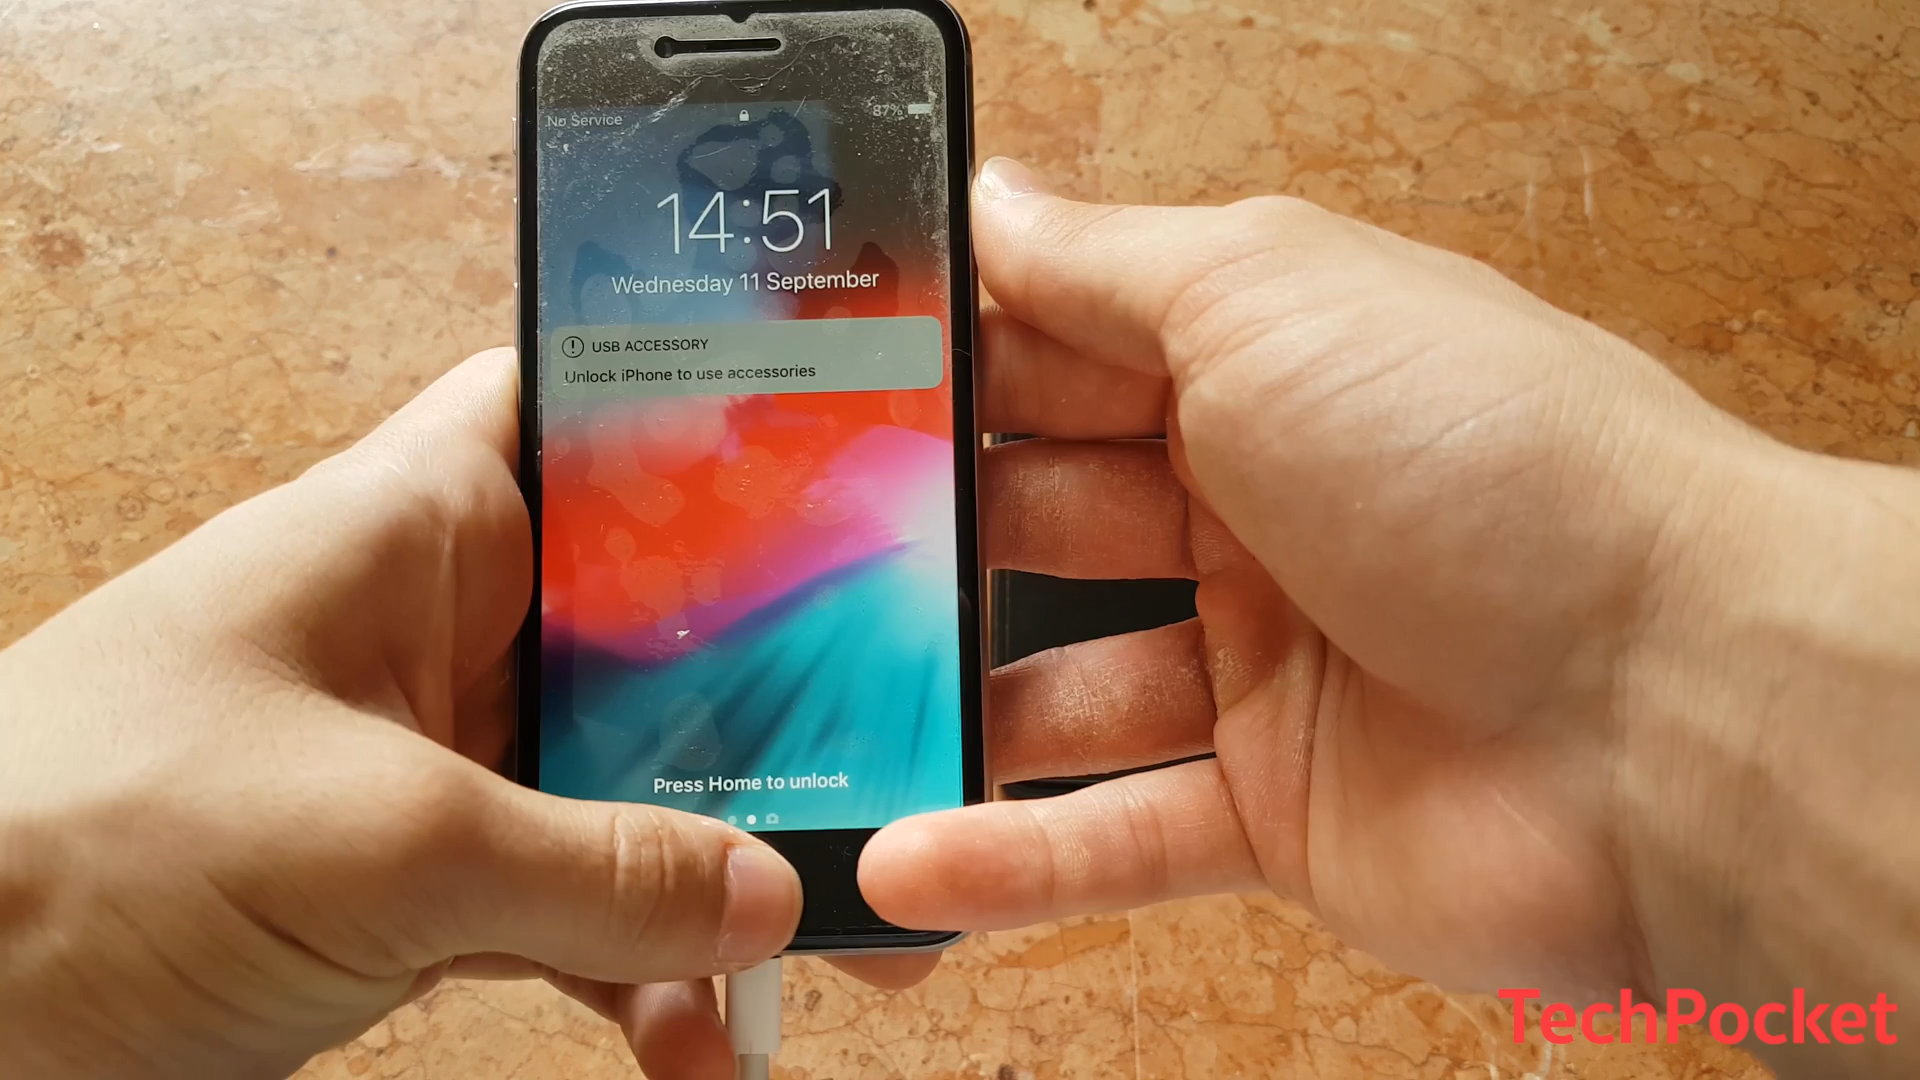 No Service
87%
14:51
Wednesday 11 September
USB ACCESSORY
Unlock iPhone to use accessories
Press Home to unlock
TechPocket